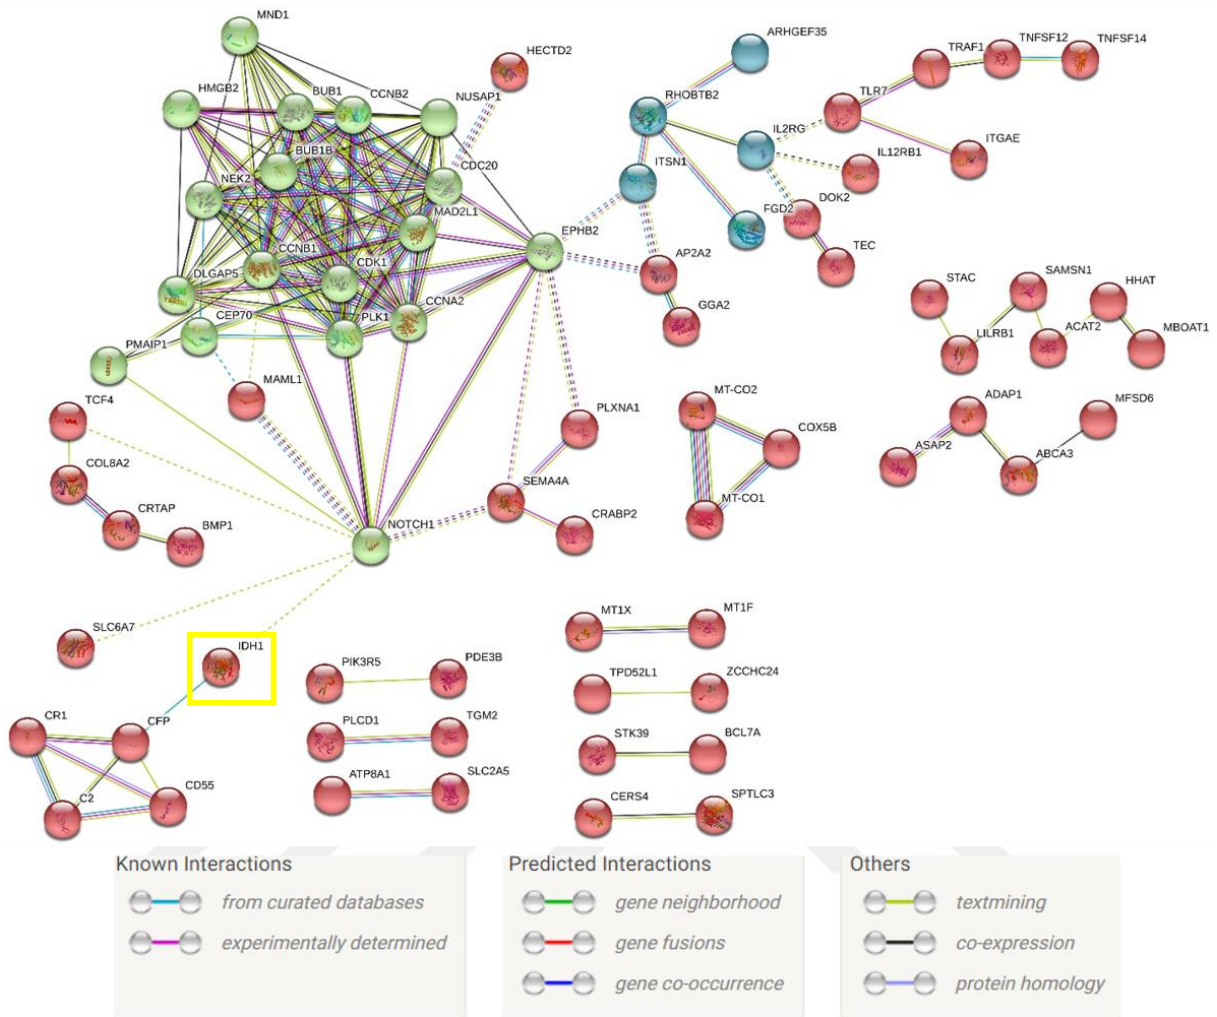 MND1
HECTD2
ARHGEF35
TRAF1
TNFSF12
TNFSF14
HMGB2
BUB1
CCNB2
NUSAP1
RHOBTB2
TLR7
BUB1B
CDC20
IL2RG
IL12RB1
ITGAE
NEK2
ITSN1
MAD2L1
FGD2
DOK2
EPHB2
CCNB1
CDK1
AP2A2
TEC
DLGAP5
CCNA2
GGA2
STAC
SAMSN1
HHAT
CEP70
PLK1
PMAIP1
LILRB1
ACAT2
MBOAT1
MAML1
TCF4
PLXNA1
MT-CO2
COX5B
ADAP1
MFSD6
COL8A2
ASAP2
ABCA3
SEMA4A
MT-CO1
CRTAP
BMP1
NOTCH1
CRABP2
SLC6A7
IDH1
MT1X
MT1F
PIK3R5
PDE3B
TPD52L1
ZCCHC24
CR1
CFP
PLCD1
TGM2
STK39
BCL7A
C2
CD55
ATP8A1
SLC2A5
CERS4
SPTLC3
Known Interactions
from curated databases
experimentally determined
Predicted Interactions
gene neighborhood
gene fusions
gene co-occurrence
Others
textmining
co-expression
protein homology